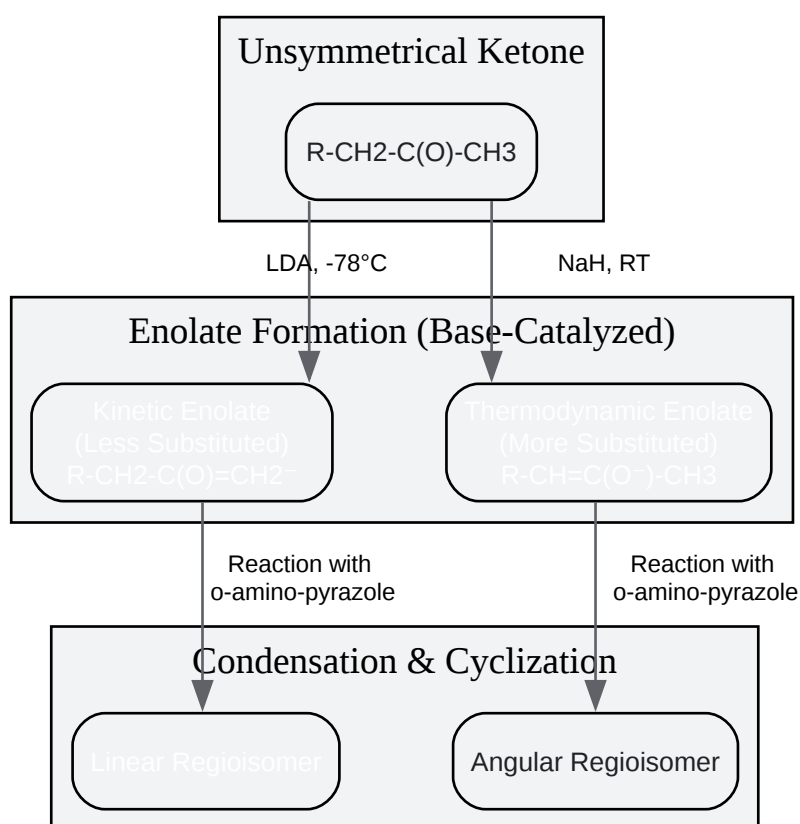 Unsymmetrical Ketone
R-CH2-C(O)-CH3
LDA, -78°C
NaH, RT
Enolate Formation (Base-Catalyzed)
Kinetic Enolate
(Less Substituted)
R-CH2-C(O)=CH2⁻
Thermodynamic Enolate
(More Substituted)
R-CH=C(O⁻)-CH3
Reaction with
o-amino-pyrazole
Reaction with
o-amino-pyrazole
Condensation & Cyclization
Linear Regioisomer
Angular Regioisomer